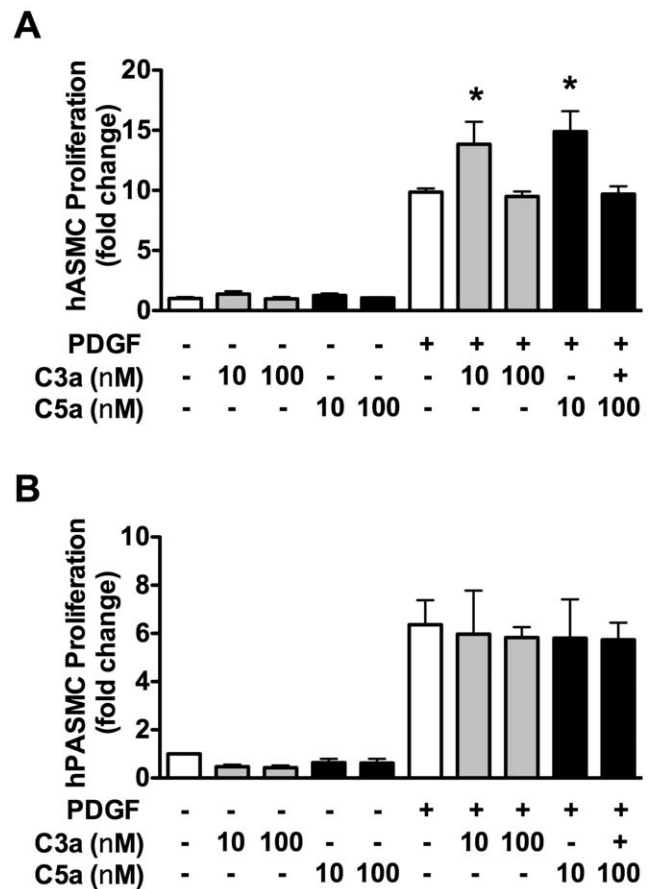 A
20
15
10
5
0
hASMC Proliferation
(fold change)
* *
PDGF - - - - - + + + + +
C3a (nM) - 10 100 - - - 10 100 - +
C5a (nM) - - - 10 100 - - - 10 100
B
10
8
6
4
2
0
hPASMC Proliferation
(fold change)
PDGF - - - - - + + + + +
C3a (nM) - 10 100 - - - 10 100 - +
C5a (nM) - - - 10 100 - - - 10 100